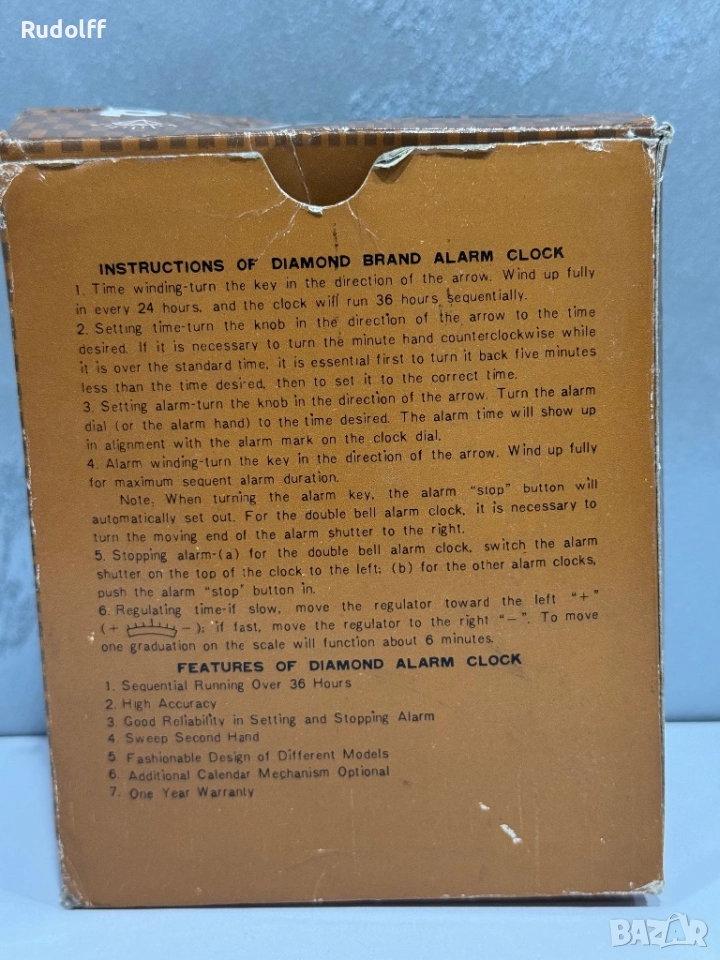 Rudolff
INSTRUCTIONS OF DIAMOND BRAND ALARM CLOCK
1. Time winding-turn the key in the direction of the arrow. Wind up fully
in every 24 hours, and the clock will run 36 hours sequentially.
2. Setting time-turn the knob in the direction of the arrow to the time
desired. If it is necessary to turn the minute hand counterclockwise while
it is over the standard time, it is essential first to turn it back five minutes
less than the time desired, then to set it to the correct time.
3. Setting alarm-turn the knob in the direction of the arrow. Turn the alarm
dial (or the alarm hand) to the time desired. The alarm time will show up
in alignment with the alarm mark on the clock dial.
4. Alarm winding-turn the key in the direction of the arrow. Wind up fully
for maximum sequent alarm duration.
Note: When turning the alarm key, the alarm "stop" button will
automatically set out. For the double bell alarm clock, it is necessary to
turn the moving end of the alarm shutter to the right.
5. Stopping alarm-(a) for the double bell alarm clock, switch the alarm
shutter on the top of the clock to the left; (b) for the other alarm clocks,
push the alarm "stop" button in.
6. Regulating time-if slow, move the regulator toward the left "+"
(+ -); if fast, move the regulator to the right "-". To move
one graduation on the scale will function about 6 minutes.
FEATURES OF DIAMOND ALARM CLOCK
1. Sequential Running Over 36 Hours
2. High Accuracy
3 Good Reliability in Setting and Stopping Alarm
4. Sweep Second Hand
5 Fashionable Design of Different Models
6. Additional Calendar Mechanism Optional
7. One Year Warranty
BAZAR